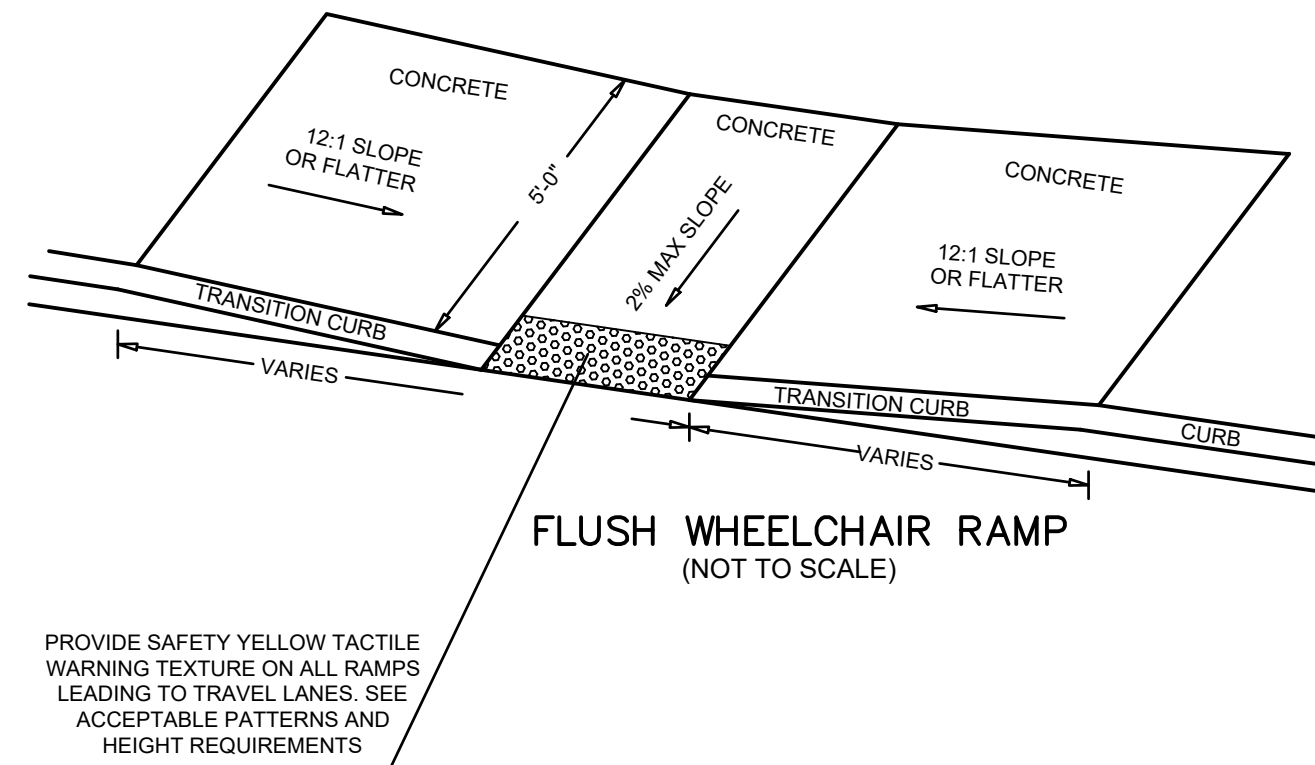 CONCRETE
12:1 SLOPE
OR FLATTER
5'-0"
CONCRETE
2% MAX SLOPE
CONCRETE
12:1 SLOPE
OR FLATTER
TRANSITION CURB
VARIES
TRANSITION CURB
CURB
VARIES
FLUSH WHEELCHAIR RAMP
(NOT TO SCALE)
PROVIDE SAFETY YELLOW TACTILE
WARNING TEXTURE ON ALL RAMPS
LEADING TO TRAVEL LANES. SEE
ACCEPTABLE PATTERNS AND
HEIGHT REQUIREMENTS